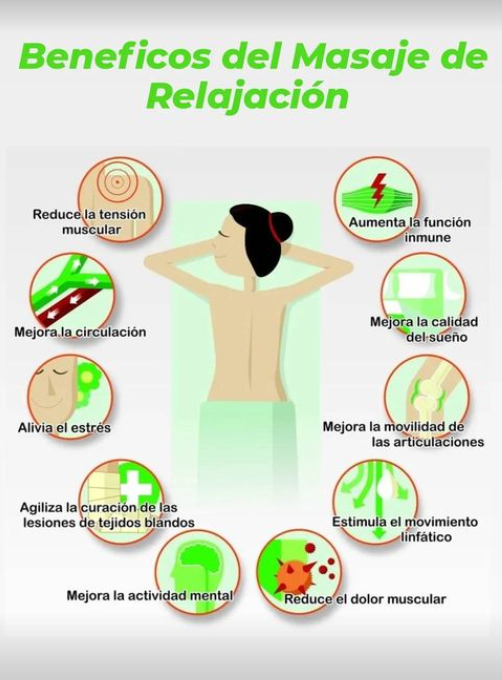 Beneficos del Masaje de
Relajación
Reduce la tensión
muscular
Aumenta la función
inmune
Mejora la circulación
Mejora la calidad
del sueño
Alivia el estrés
Mejora la movilidad de
las articulaciones
Agiliza la curación de las
lesiones de tejidos blandos
Estimula el movimiento
linfático
Mejora la actividad mental
Reduce el dolor muscular